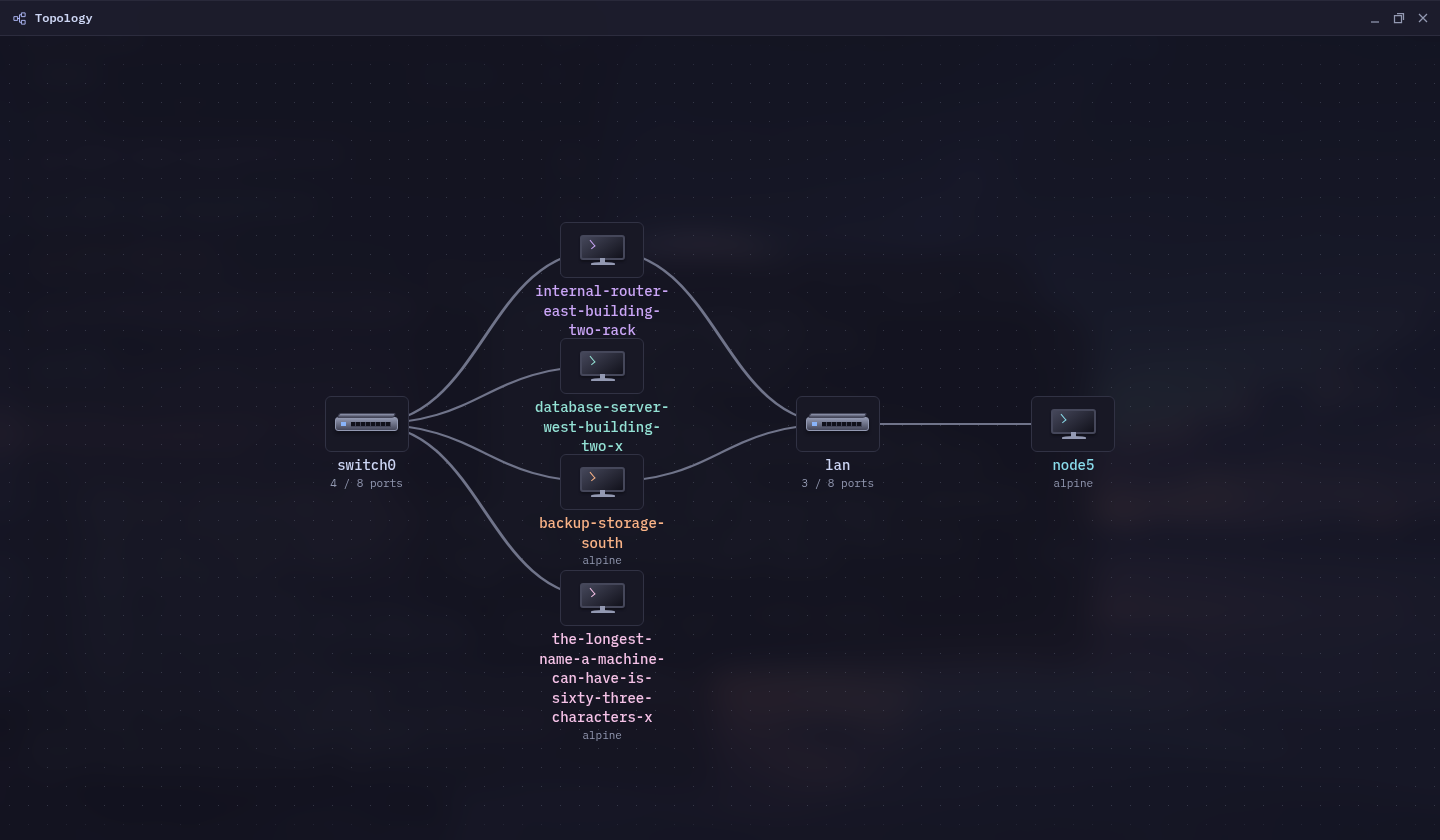 Topology
internal-router-
east-building-
two-rack
database-server-
west-building-
two-x
switch0
4 / 8 ports
lan
3 / 8 ports
node5
alpine
backup-storage-
south
alpine
the-longest-
name-a-machine-
can-have-is-
sixty-three-
characters-x
alpine